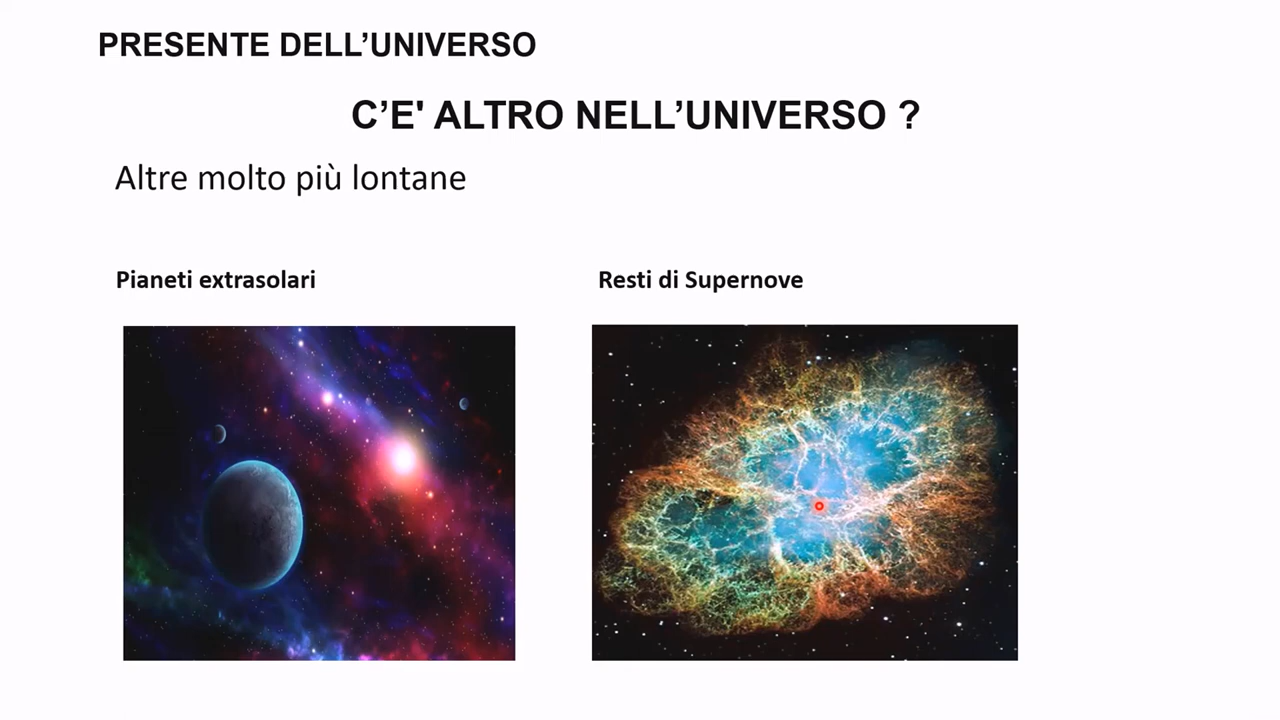 PRESENTE DELL’UNIVERSO
C’E' ALTRO NELL’UNIVERSO ?
Altre molto più lontane
Pianeti extrasolari
Resti di Supernove